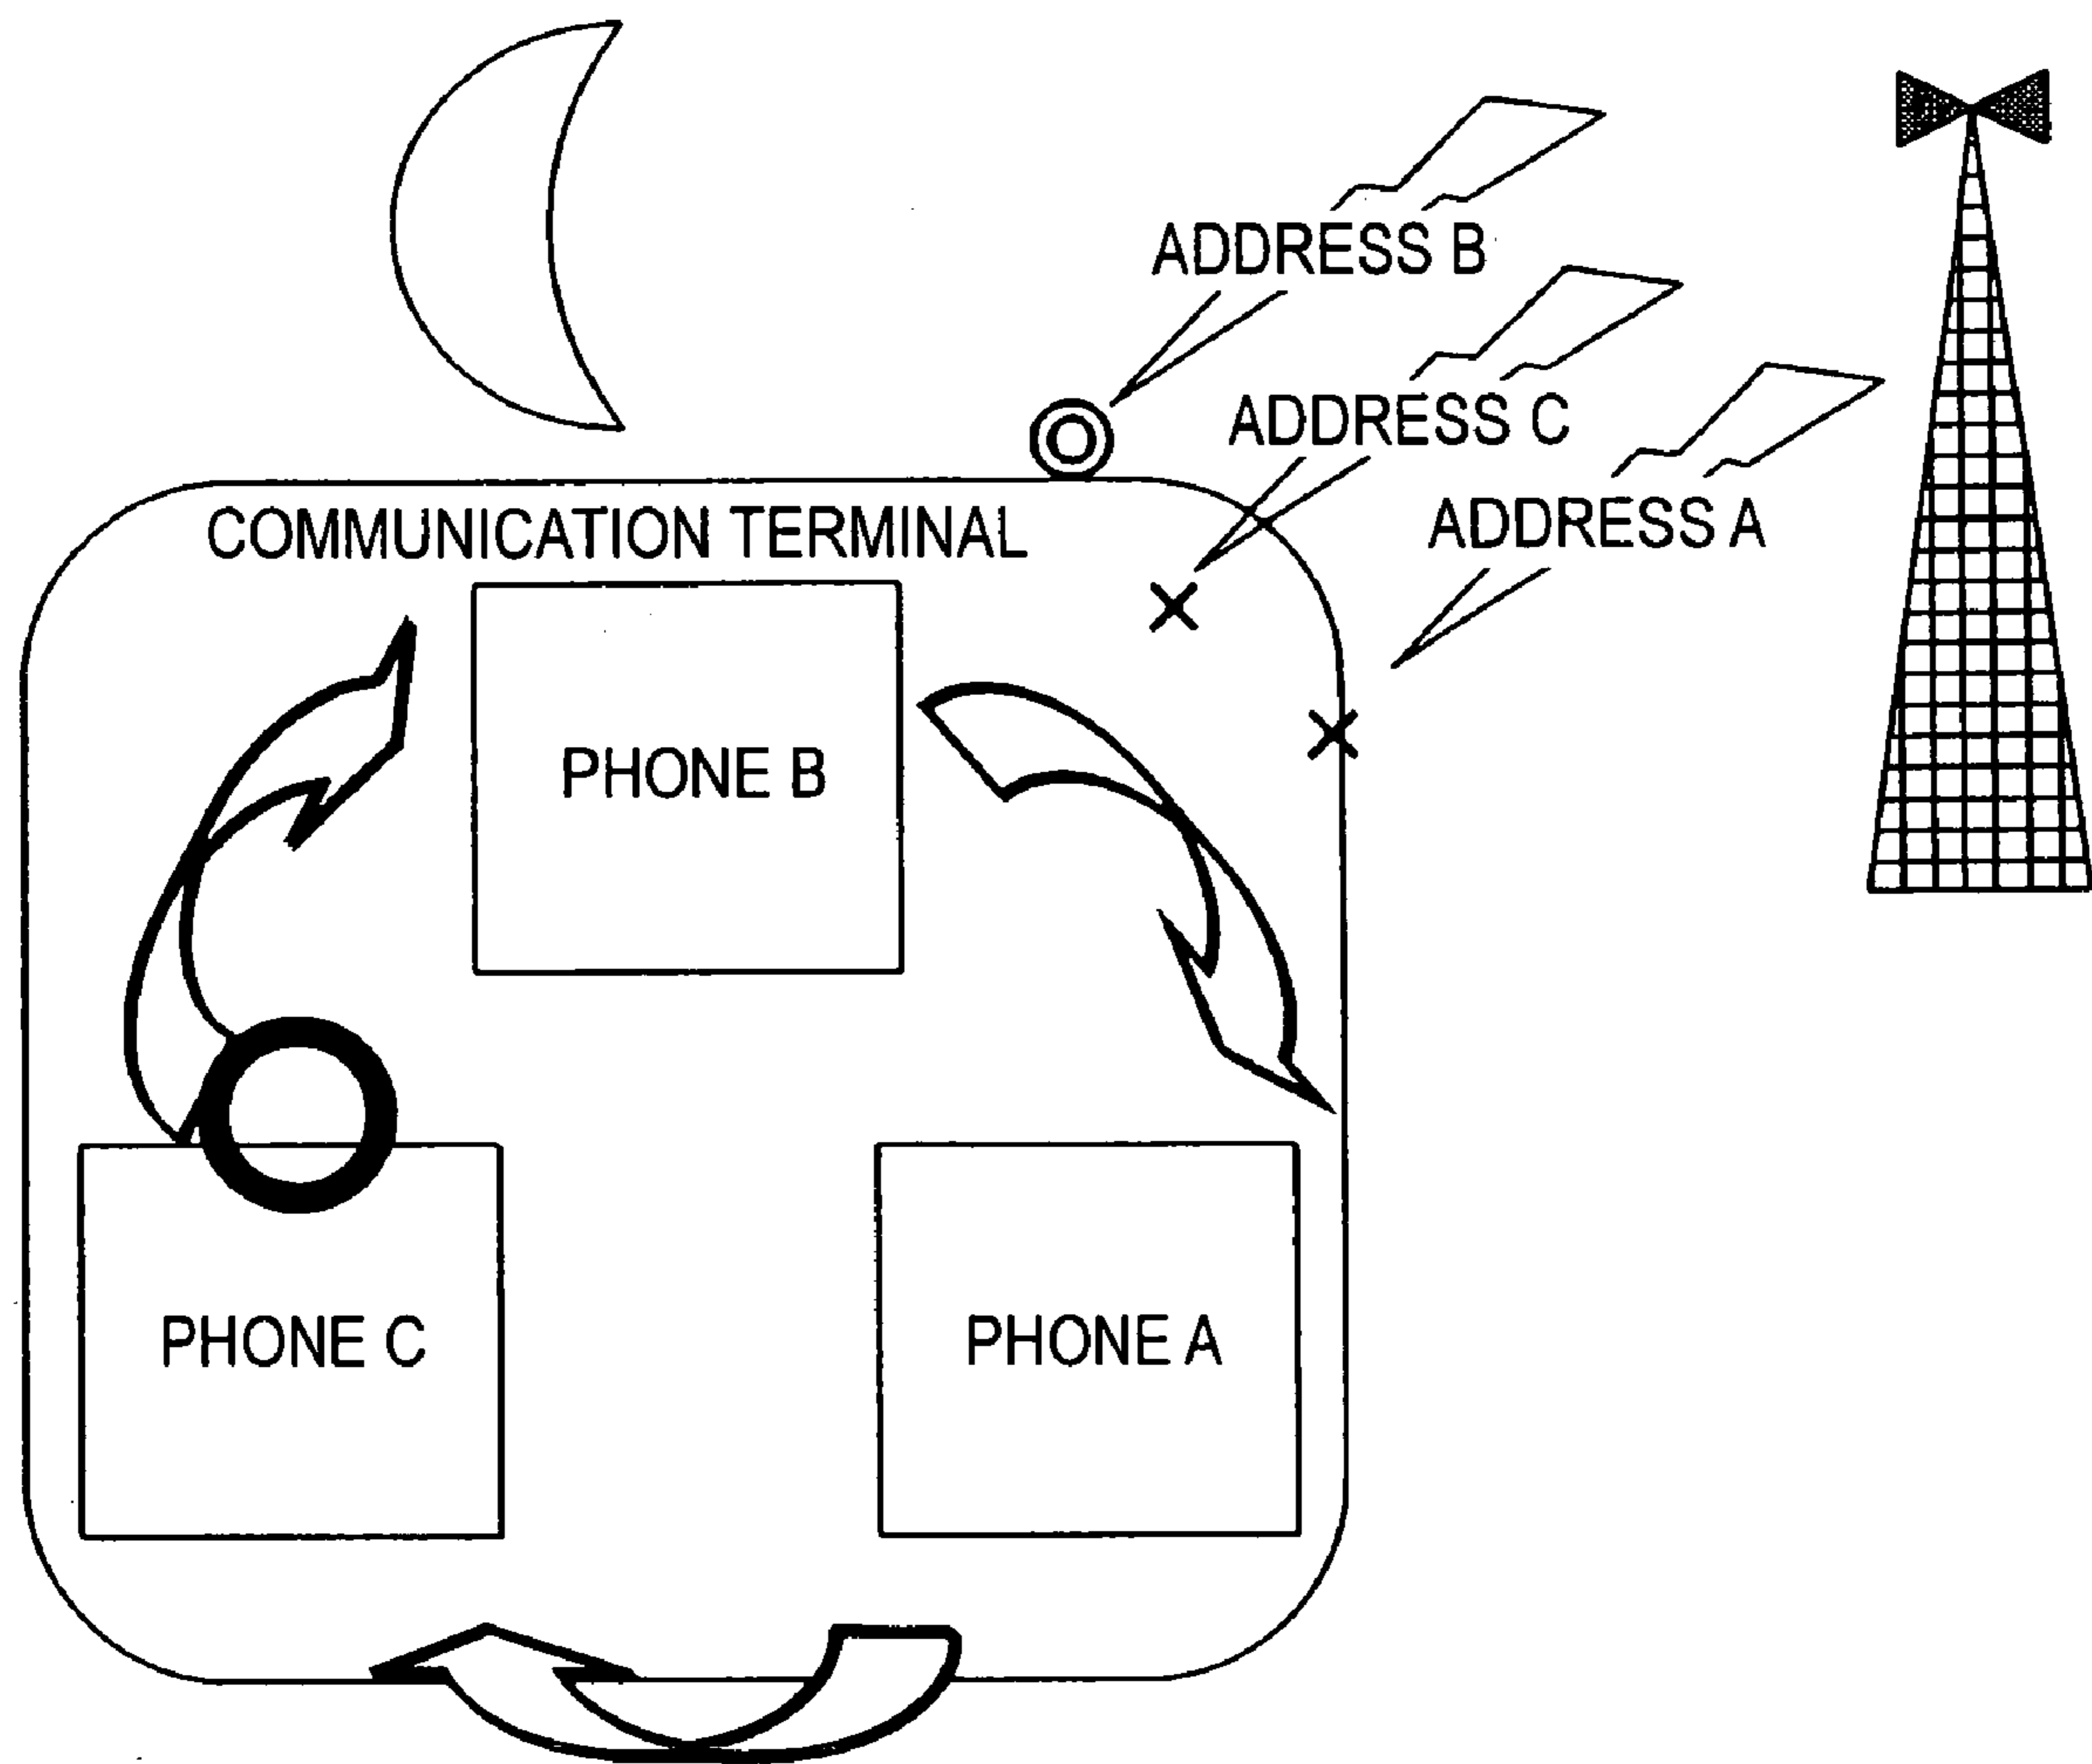 ADDRESS B
ADDRESS C
ADDRESS A
COMMUNICATION TERMINAL
PHONE B
PHONE C
PHONE A